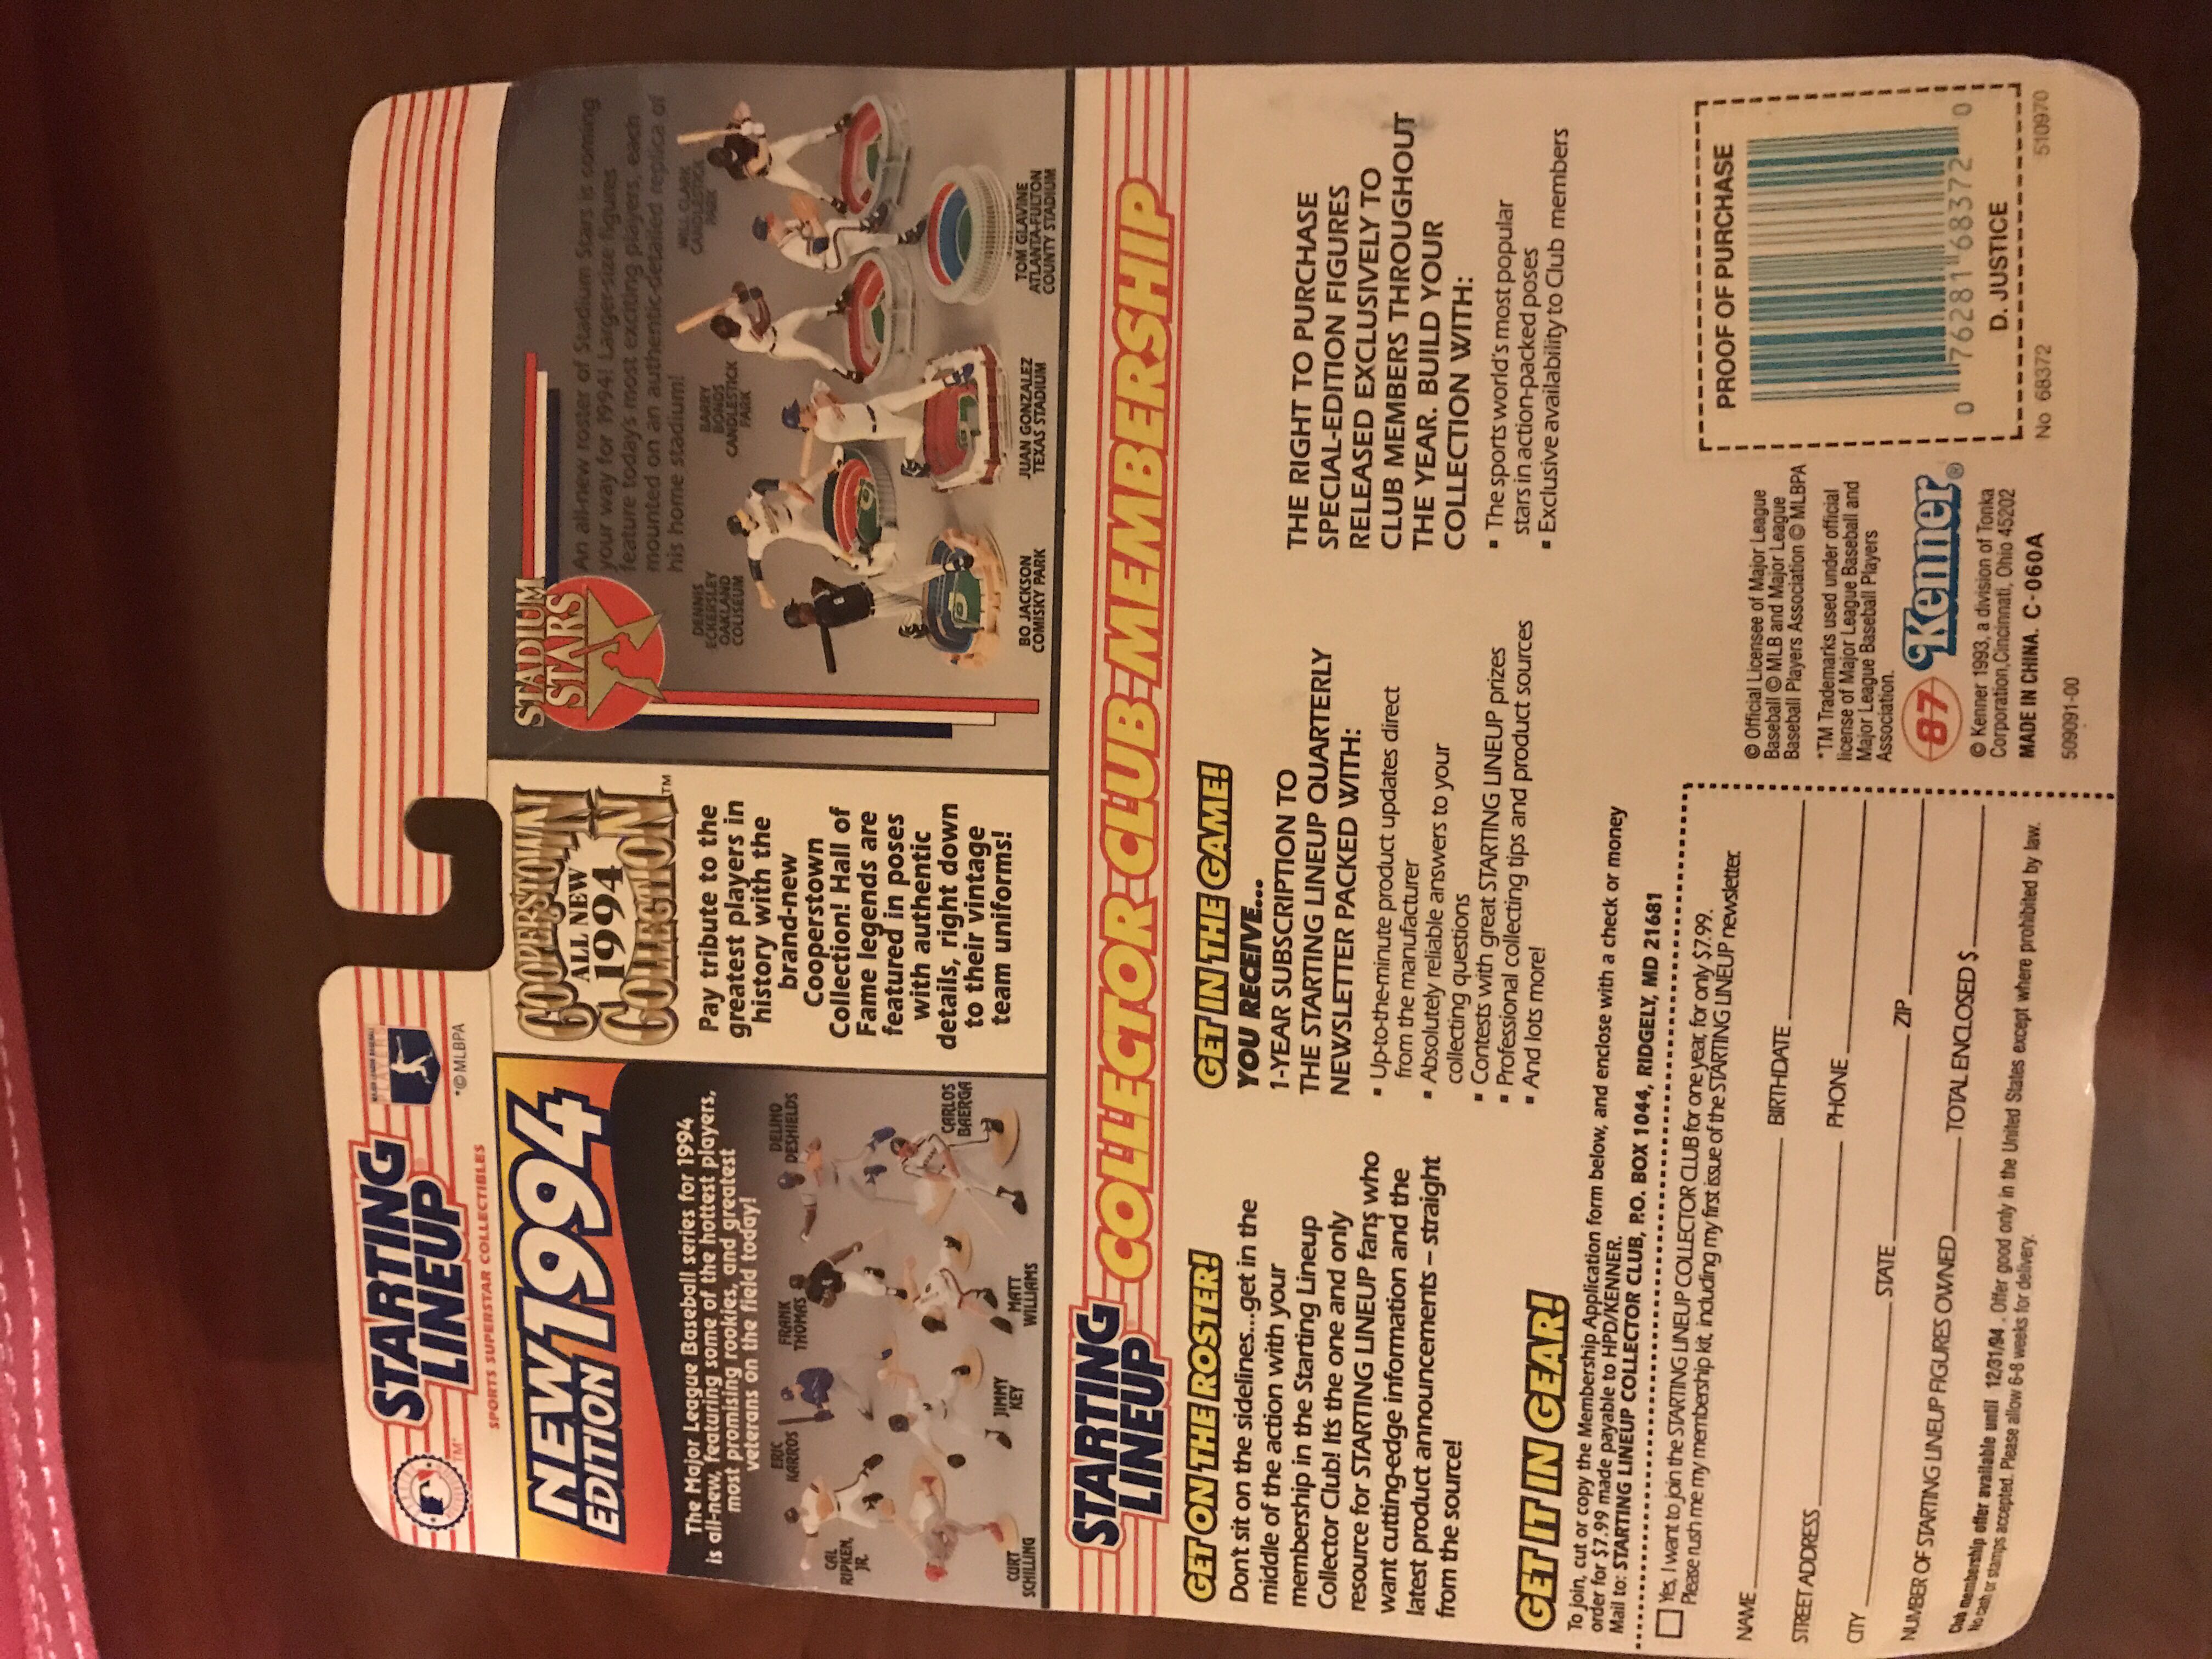 STARTING
LINEUP
TM
*© MLBPA
SPORTS SUPERSTAR COLLECTIBLES
NEW 1994
EDITION
The Major League Baseball series for 1994
is all-new, featuring some of the hottest players,
most promising rookies, and greatest
veterans on the field today!
CAL
RIPKEN,
JR.
ERIC
KARROS
FRANK
THOMAS
DELINO
DESHIELDS
CURT
SCHILLING
JIMMY
KEY
MATT
WILLIAMS
CARLOS
BAERGA
COOPERSTOWN
ALL NEW
1994
COLLECTION™
Pay tribute to the
greatest players in
history with the
brand-new
Cooperstown
Collection! Hall of
Fame legends are
featured in poses
with authentic
details, right down
to their vintage
team uniforms!
STADIUM
STARS
An all-new roster of Stadium Stars is coming
your way for 1994! Larger-size figures
feature today's most exciting players, each
mounted on an authentic-detailed replica of
his home stadium!
DENNIS
ECKERSLEY
OAKLAND
COLISEUM
BARRY
BONDS
CANDLESTICK
PARK
WILL CLARK
CANDLESTICK
PARK
BO JACKSON
COMISKY PARK
JUAN GONZALEZ
TEXAS STADIUM
TOM GLAVINE
ATLANTA-FULTON
COUNTY STADIUM
STARTING
LINEUP
COLLECTOR·CLUB·MEMBERSHIP
GET ON THE ROSTER!
Don't sit on the sidelines...get in the
middle of the action with your
membership in the Starting Lineup
Collector Club! It's the one and only
resource for STARTING LINEUP fans who
want cutting-edge information and the
latest product announcements – straight
from the source!
GET IN THE GAME!
YOU RECEIVE...
1-YEAR SUBSCRIPTION TO
THE STARTING LINEUP QUARTERLY
NEWSLETTER PACKED WITH:
▪ Up-to-the-minute product updates direct
from the manufacturer
▪ Absolutely reliable answers to your
collecting questions
▪ Contests with great STARTING LINEUP prizes
▪ Professional collecting tips and product sources
▪ And lots more!
THE RIGHT TO PURCHASE
SPECIAL-EDITION FIGURES
RELEASED EXCLUSIVELY TO
CLUB MEMBERS THROUGHOUT
THE YEAR. BUILD YOUR
COLLECTION WITH:
▪ The sports world's most popular
stars in action-packed poses
▪ Exclusive availability to Club members
GET IT IN GEAR!
To join, cut or copy the Membership Application form below, and enclose with a check or money
order for $7.99 made payable to HPD/KENNER.
Mail to: STARTING LINEUP COLLECTOR CLUB, P.O. BOX 1044, RIDGELY, MD 21681
Yes, I want to join the STARTING LINEUP COLLECTOR CLUB for one year, for only $7.99.
Please rush me my membership kit, including my first issue of the STARTING LINEUP newsletter.
NAME BIRTHDATE
STREET ADDRESS PHONE
CITY STATE ZIP
NUMBER OF STARTING LINEUP FIGURES OWNED TOTAL ENCLOSED $
Club membership offer available until 12/31/94. Offer good only in the United States except where prohibited by law.
No cash or stamps accepted. Please allow 6-8 weeks for delivery.
© Official Licensee of Major League
Baseball © MLB and Major League
Baseball Players Association © MLBPA
*TM Trademarks used under official
license of Major League Baseball and
Major League Baseball Players
Association.
87 Kenner®
© Kenner 1993, a division of Tonka
Corporation, Cincinnati, Ohio 45202
MADE IN CHINA. C-060A
509091-00
PROOF OF PURCHASE
0 76281 68372 0
D. JUSTICE
No 68372 510970